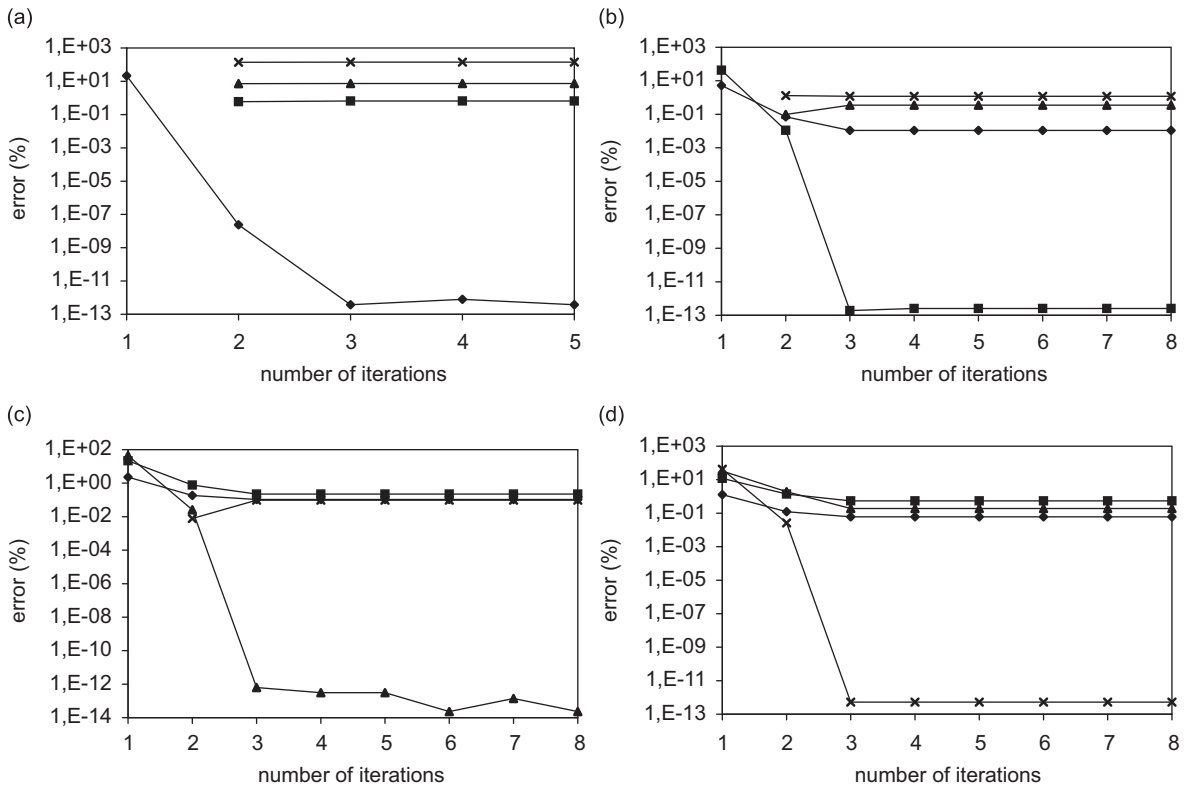 (a)
1,E+03
1,E+01
1,E-01
1,E-03
1,E-05
1,E-07
1,E-09
1,E-11
1,E-13
error (%)
1 2 3 4 5
number of iterations
(b)
1,E+03
1,E+01
1,E-01
1,E-03
1,E-05
1,E-07
1,E-09
1,E-11
1,E-13
error (%)
1 2 3 4 5 6 7 8
number of iterations
(c)
1,E+02
1,E+00
1,E-02
1,E-04
1,E-06
1,E-08
1,E-10
1,E-12
1,E-14
error (%)
1 2 3 4 5 6 7 8
number of iterations
(d)
1,E+03
1,E+01
1,E-01
1,E-03
1,E-05
1,E-07
1,E-09
1,E-11
1,E-13
error (%)
1 2 3 4 5 6 7 8
number of iterations